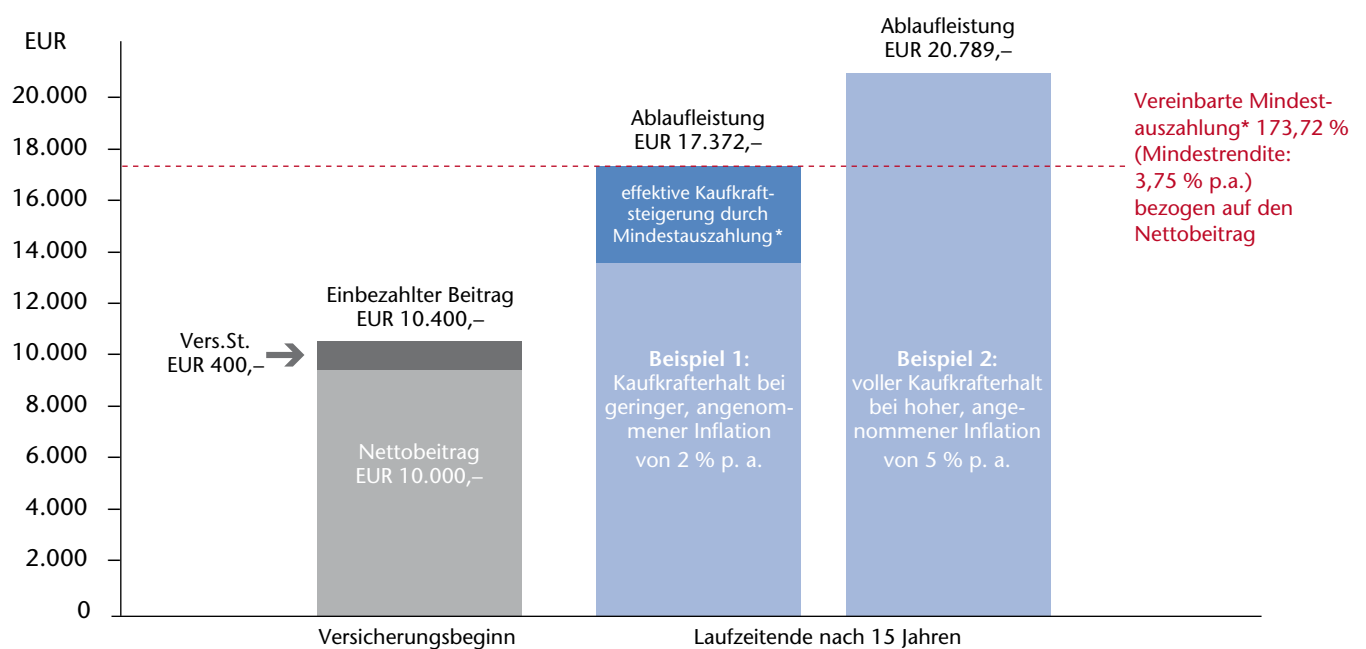 EUR
20.000
18.000
16.000
14.000
12.000
10.000
8.000
6.000
4.000
2.000
0
Vers.St.
EUR 400,–
Einbezahlter Beitrag
EUR 10.400,–
Nettobeitrag
EUR 10.000,–
Ablaufleistung
EUR 17.372,–
effektive Kaufkraft-
steigerung durch
Mindestauszahlung*
Beispiel 1:
Kaufkrafterhalt bei
geringer, angenom-
mener Inflation
von 2 % p. a.
Ablaufleistung
EUR 20.789,–
Beispiel 2:
voller Kaufkrafterhalt
bei hoher, ange-
nommener Inflation
von 5 % p. a.
Vereinbarte Mindest-
auszahlung* 173,72 %
(Mindestrendite:
3,75 % p.a.)
bezogen auf den
Nettobeitrag
Versicherungsbeginn
Laufzeitende nach 15 Jahren